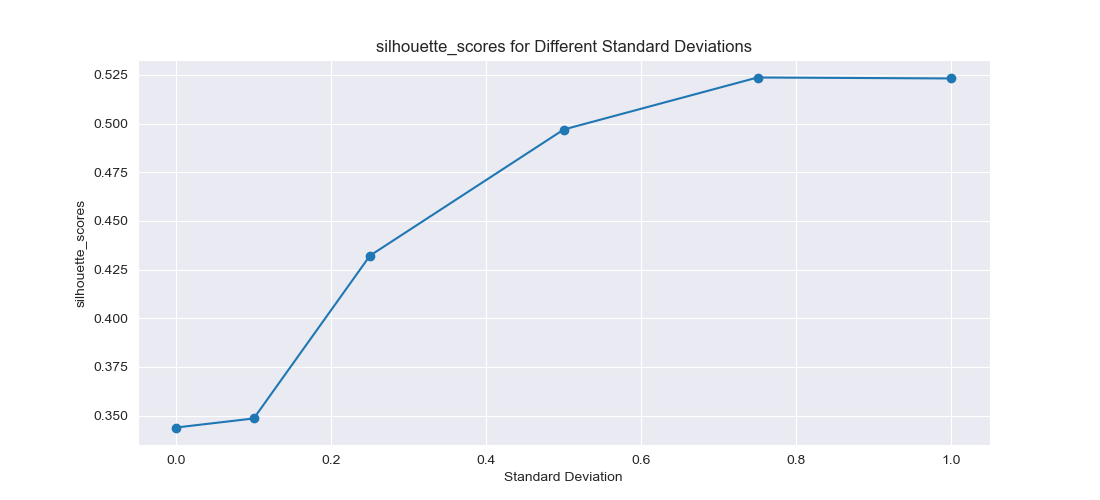 silhouette_scores for Different Standard Deviations
silhouette_scores
0.525
0.500
0.475
0.450
0.425
0.400
0.375
0.350
0.0 0.2 0.4 0.6 0.8 1.0
Standard Deviation